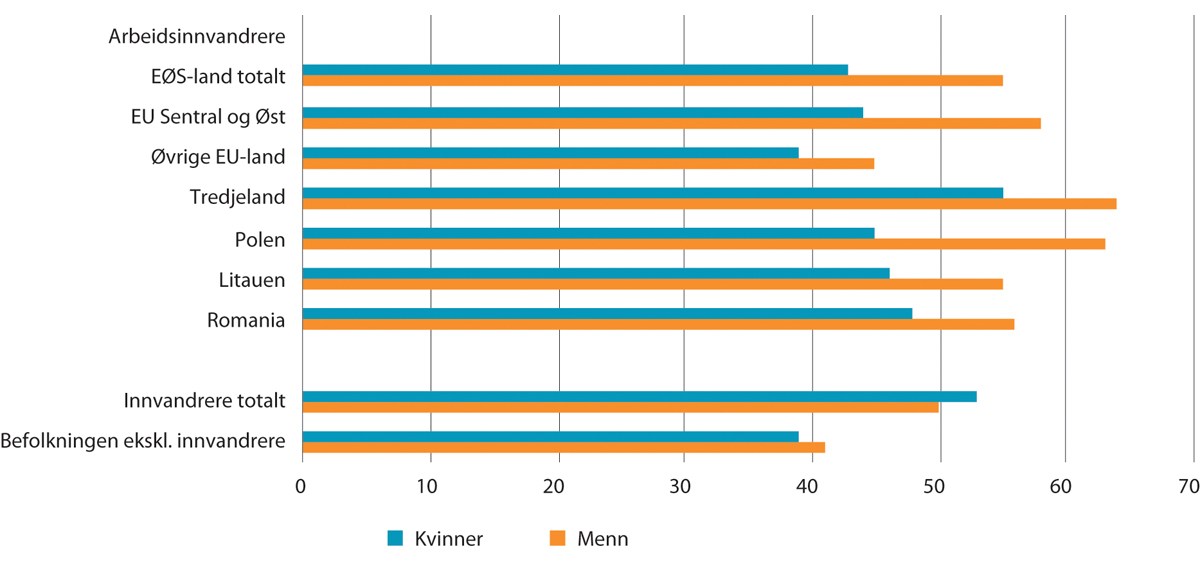 Arbeidsinnvandrere
EØS-land totalt
EU Sentral og Øst
Øvrige EU-land
Tredjeland
Polen
Litauen
Romania
Innvandrere totalt
Befolkningen ekskl. innvandrere
0 10 20 30 40 50 60 70
Kvinner Menn